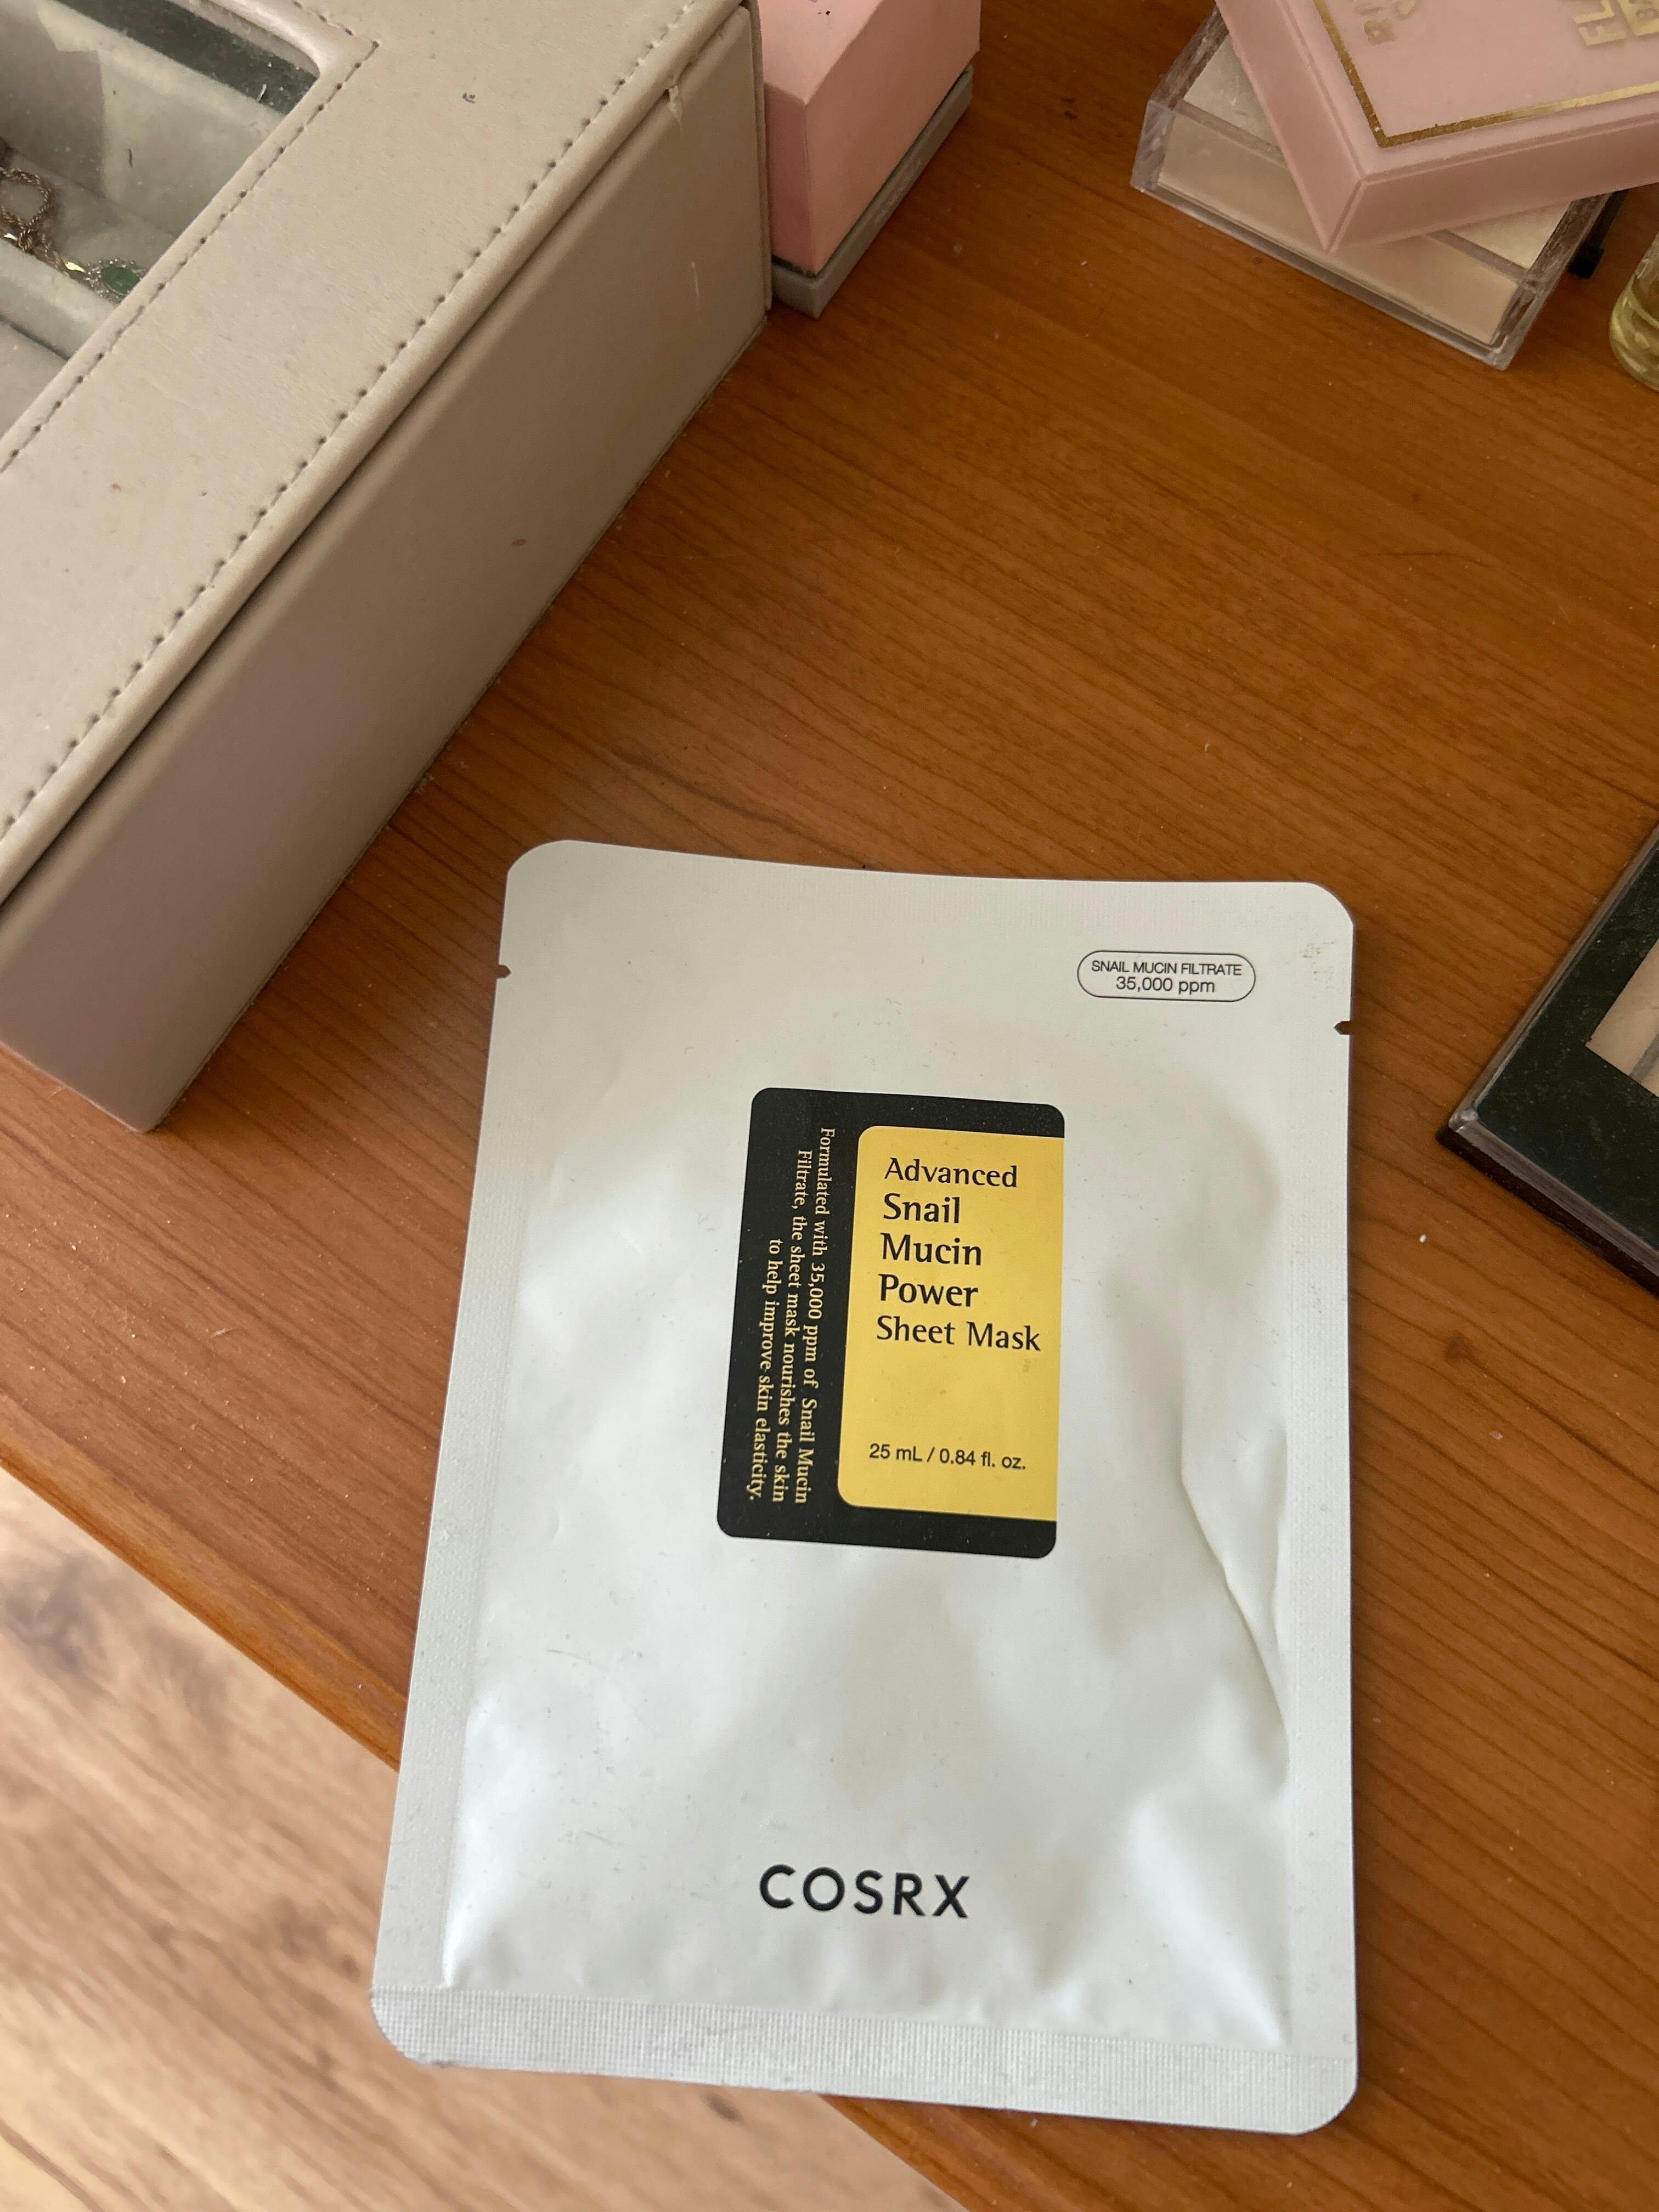 SNAIL MUCIN FILTRATE
35,000 ppm
Advanced
Snail
Mucin
Power
Sheet Mask
25 mL / 0.84 fl. oz.
Formulated with 35,000 ppm of Snail Mucin
Filtrate, the sheet mask nourishes the skin
to help improve skin elasticity.
COSRX